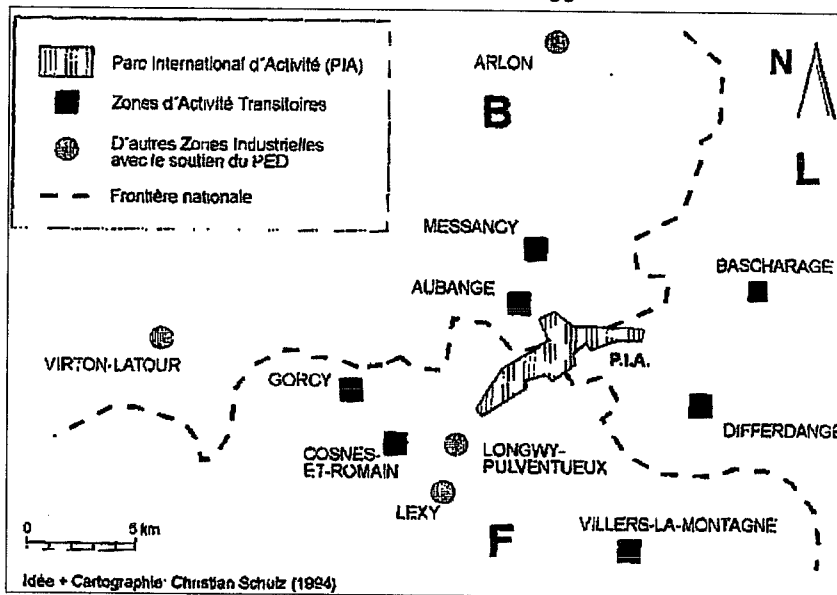 Parc International d'Activité (PIA)
Zones d'Activité Transitoires
D'autres Zones Industrielles
avec le soutien du PED
Frontière nationale
ARLON
B
N
L
MESSANCY
AUBANGE
BASCHARAGE
VIRTON-LATOUR
P.I.A.
GORCY
DIFFERDANGE
COSNES-
ET-ROMAIN
LONGWY-
PULVENTUEUX
LEXY
F
VILLERS-LA-MONTAGNE
0 5 km
Idée + Cartographie: Christian Schulz (1994)